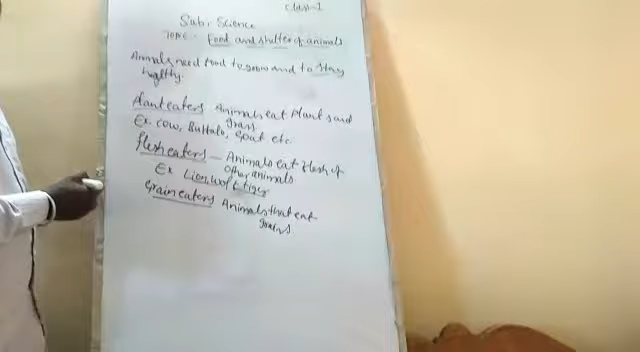 Class-1
Sub: Science
Topic - Food and shelter of animals
Animals need food to grow and to stay
healthy.
Plant eaters Animals eat Plants and
grass
Ex. Cow, Buffalo, Goat etc.
Flesh eaters - Animals eat flesh of
other animals
Ex Lion, wolf tiger
Grain eaters Animals that eat
grains